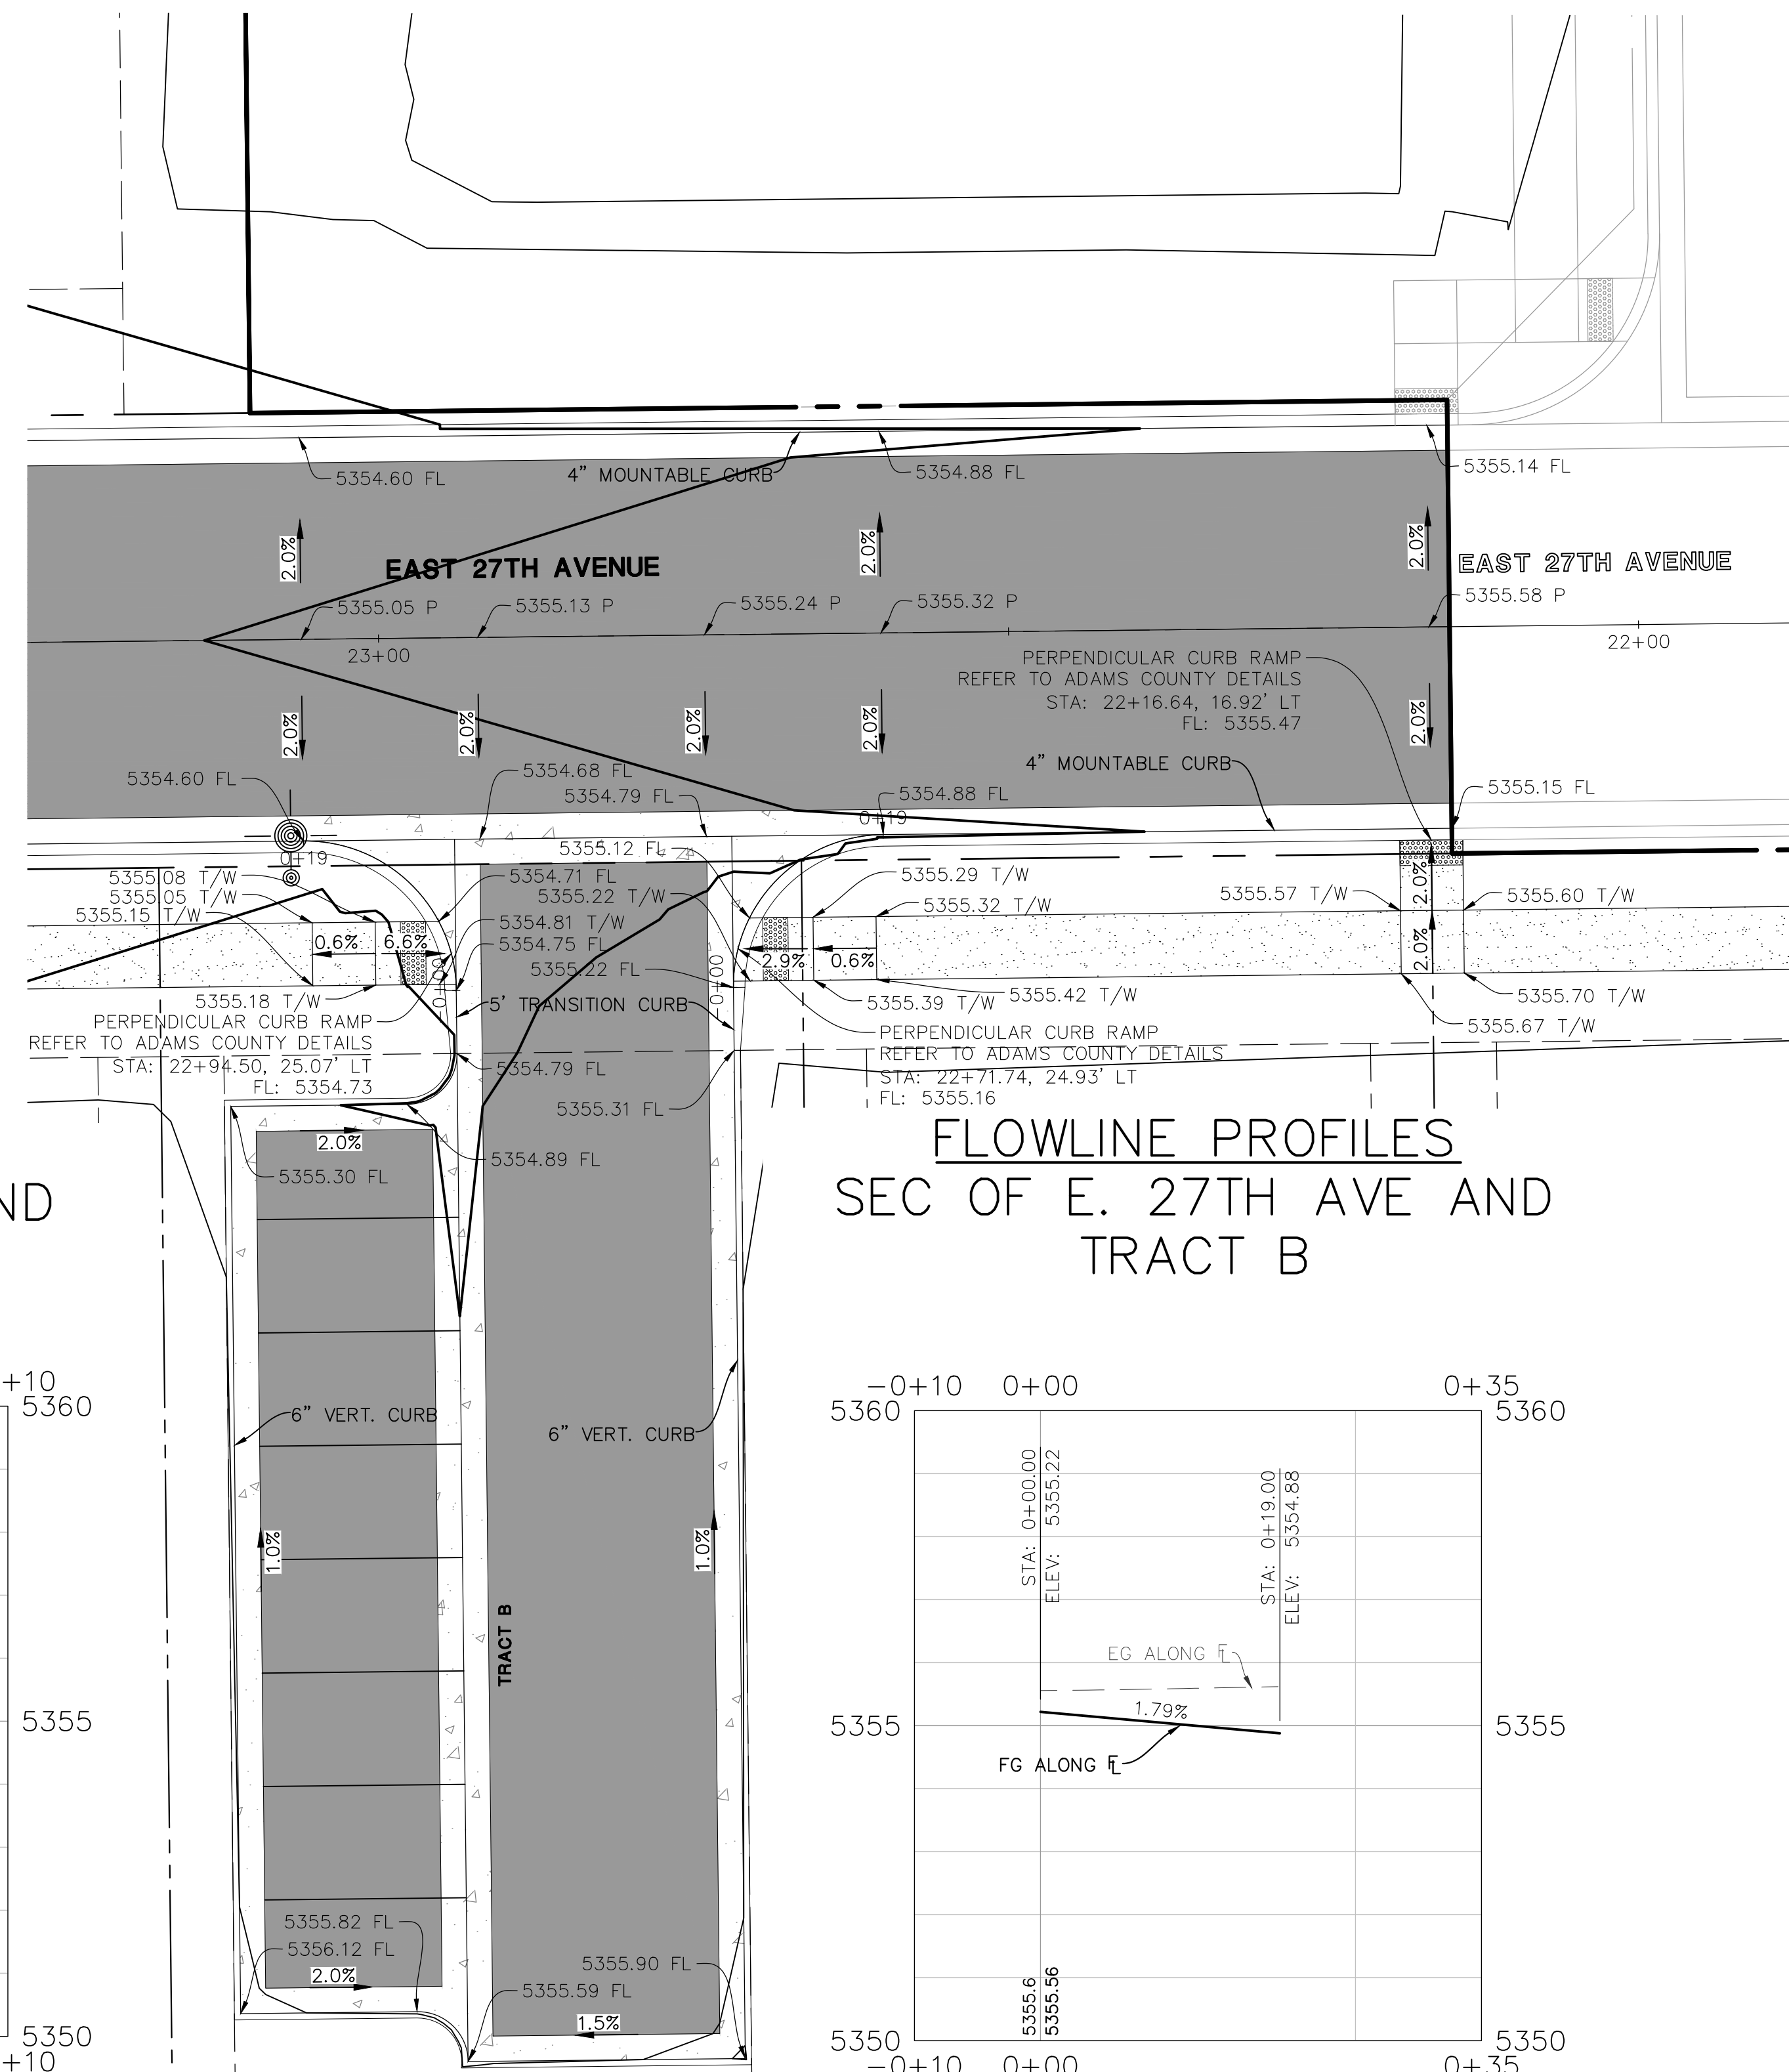 5354.60 FL
4" MOUNTABLE CURB
5354.88 FL
5355.14 FL
2.0%
2.0%
2.0%
EAST 27TH AVENUE
EAST 27TH AVENUE
5355.05 P
5355.13 P
5355.24 P
5355.32 P
5355.58 P
23+00
22+00
PERPENDICULAR CURB RAMP
REFER TO ADAMS COUNTY DETAILS
STA: 22+16.64, 16.92' LT
FL: 5355.47
2.0%
2.0%
2.0%
2.0%
2.0%
4" MOUNTABLE CURB
5354.60 FL
5354.68 FL
5354.79 FL
5354.88 FL
5355.15 FL
0+19
0+19
5355.12 FL
5355.08 T/W
5355.05 T/W
5355.15 T/W
5354.71 FL
5355.22 T/W
5355.29 T/W
5355.32 T/W
5355.57 T/W
5355.60 T/W
2.0%
2.0%
5354.81 T/W
5354.75 FL
0.6%
6.6%
2.9%
0.6%
5355.22 FL
0+00
0+00
5355.18 T/W
5' TRANSITION CURB
5355.39 T/W
5355.42 T/W
5355.70 T/W
5355.67 T/W
PERPENDICULAR CURB RAMP
REFER TO ADAMS COUNTY DETAILS
STA: 22+94.50, 25.07' LT
FL: 5354.73
PERPENDICULAR CURB RAMP
REFER TO ADAMS COUNTY DETAILS
STA: 22+71.74, 24.93' LT
FL: 5355.16
5354.79 FL
5355.31 FL
2.0%
5354.89 FL
5355.30 FL
FLOWLINE PROFILES
SEC OF E. 27TH AVE AND
TRACT B
ND
6" VERT. CURB
6" VERT. CURB
1.0%
1.0%
TRACT B
5355.82 FL
5356.12 FL
2.0%
5355.90 FL
5355.59 FL
1.5%
+10
5360
5355
5350
+10
-0+10
0+00
0+35
5360
5360
STA: 0+00.00
ELEV: 5355.22
STA: 0+19.00
ELEV: 5354.88
EG ALONG FL
1.79%
5355
5355
FG ALONG FL
5355.6
5355.56
5350
5350
-0+10
0+00
0+35